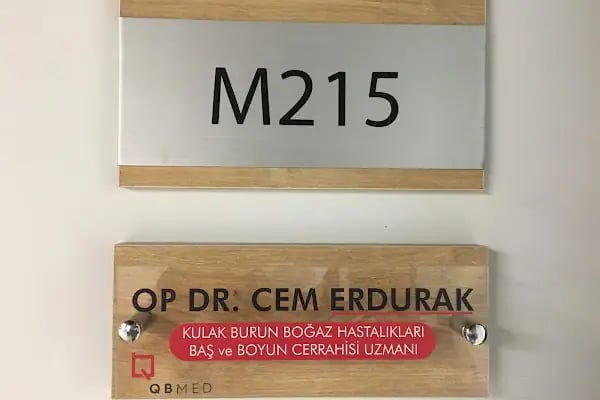 M215
OP DR. CEM ERDURAK
KULAK BURUN BOĞAZ HASTALIKLARI
BAŞ ve BOYUN CERRAHİSİ UZMANI
QBMED